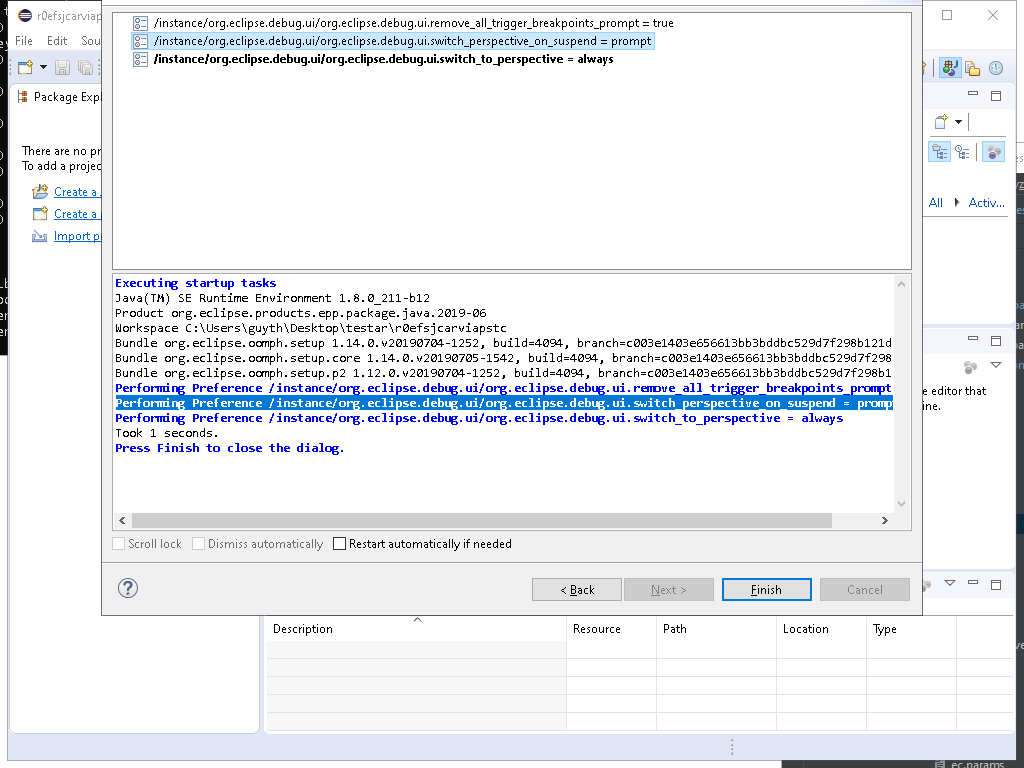 /instance/org.eclipse.debug.ui/org.eclipse.debug.ui.remove_all_trigger_breakpoints_prompt = true
r0efsjcarviap
/instance/org.eclipse.debug.ui/org.eclipse.debug.ui.switch_perspective_on_suspend = prompt
File Edit Sou
/instance/org.eclipse.debug.ui/org.eclipse.debug.ui.switch_to_perspective = always
Package Expl
There are no pr
To add a projec
Create a
Create a
Import p
All Activ...
Executing startup tasks
Java(TM) SE Runtime Environment 1.8.0_211-b12
Product org.eclipse.products.epp.package.java.2019-06
Workspace C:\Users\guyth\Desktop\testar\r0efsjcarviapstc
Bundle org.eclipse.oomph.setup 1.14.0.v20190704-1252, build=4094, branch=c003e1403e656613bb3bddbc529d7f298b121d
Bundle org.eclipse.oomph.setup.core 1.14.0.v20190705-1542, build=4094, branch=c003e1403e656613bb3bddbc529d7f298
Bundle org.eclipse.oomph.setup.p2 1.12.0.v20190704-1252, build=4094, branch=c003e1403e656613bb3bddbc529d7f298b1
Performing Preference /instance/org.eclipse.debug.ui/org.eclipse.debug.ui.remove_all_trigger_breakpoints_prompt
Performing Preference /instance/org.eclipse.debug.ui/org.eclipse.debug.ui.switch_perspective_on_suspend = promp
Performing Preference /instance/org.eclipse.debug.ui/org.eclipse.debug.ui.switch_to_perspective = always
Took 1 seconds.
Press Finish to close the dialog.
e editor that
ine.
Scroll lock Dismiss automatically Restart automatically if needed
< Back Next > Finish Cancel
Description Resource Path Location Type
ec.params